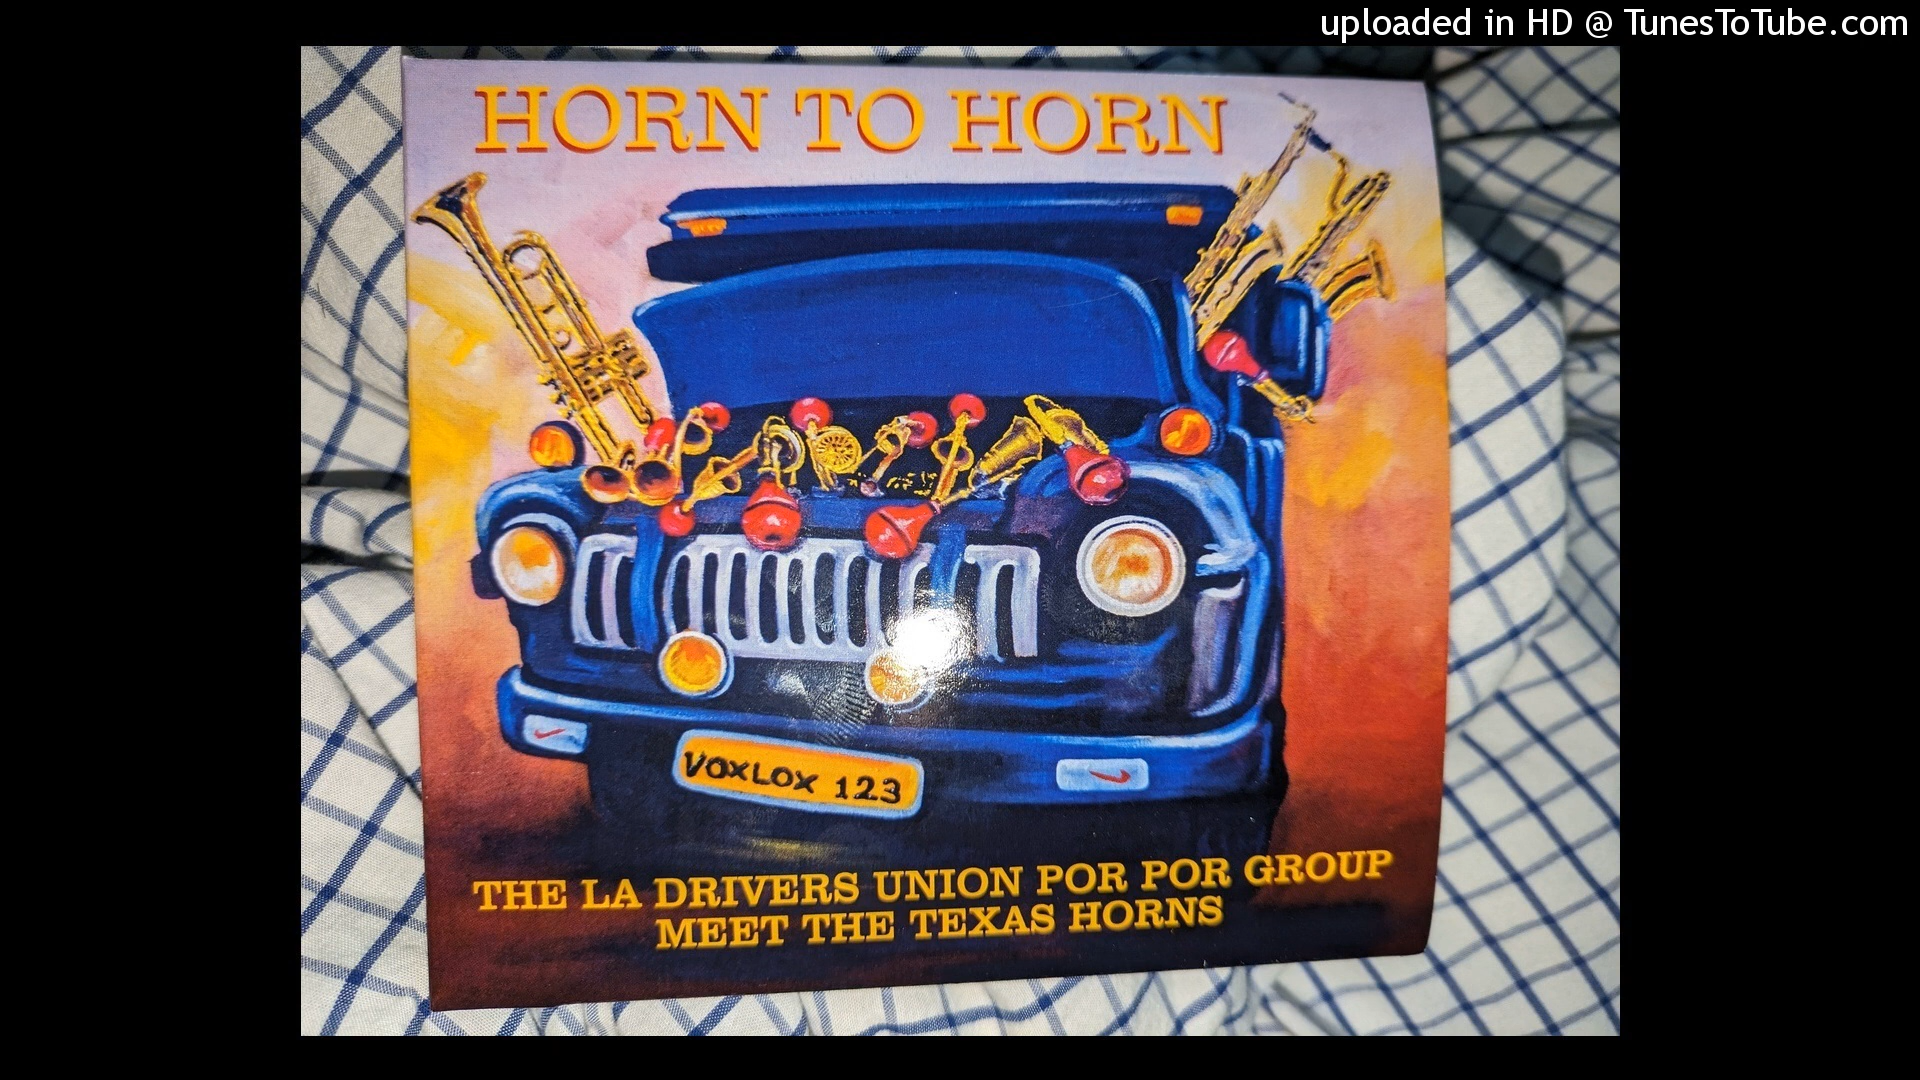 uploaded in HD @ TunesToTube.com
HORN TO HORN
VOXLOX 123
THE LA DRIVERS UNION POR POR GROUP
MEET THE TEXAS HORNS